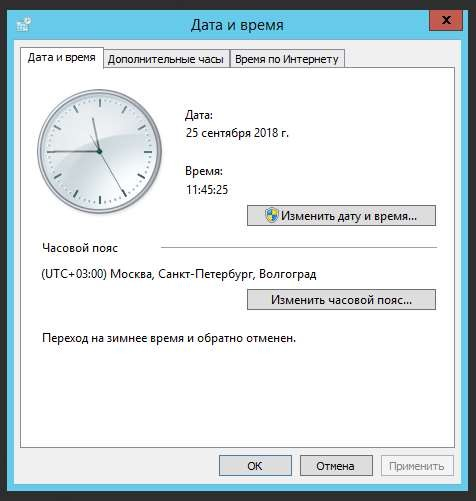 Дата и время
x
Дата и время
Дополнительные часы
Время по Интернету
Дата:
25 сентября 2018 г.
Время:
11:45:25
Изменить дату и время...
Часовой пояс
(UTC+03:00) Москва, Санкт-Петербург, Волгоград
Изменить часовой пояс...
Переход на зимнее время и обратно отменен.
OK
Отмена
Применить